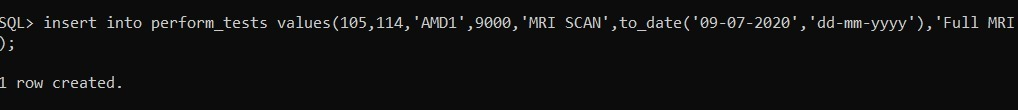 SQL> insert into perform_tests values(105,114,'AMD1',9000,'MRI SCAN',to_date('09-07-2020','dd-mm-yyyy'),'Full MRI
);
1 row created.